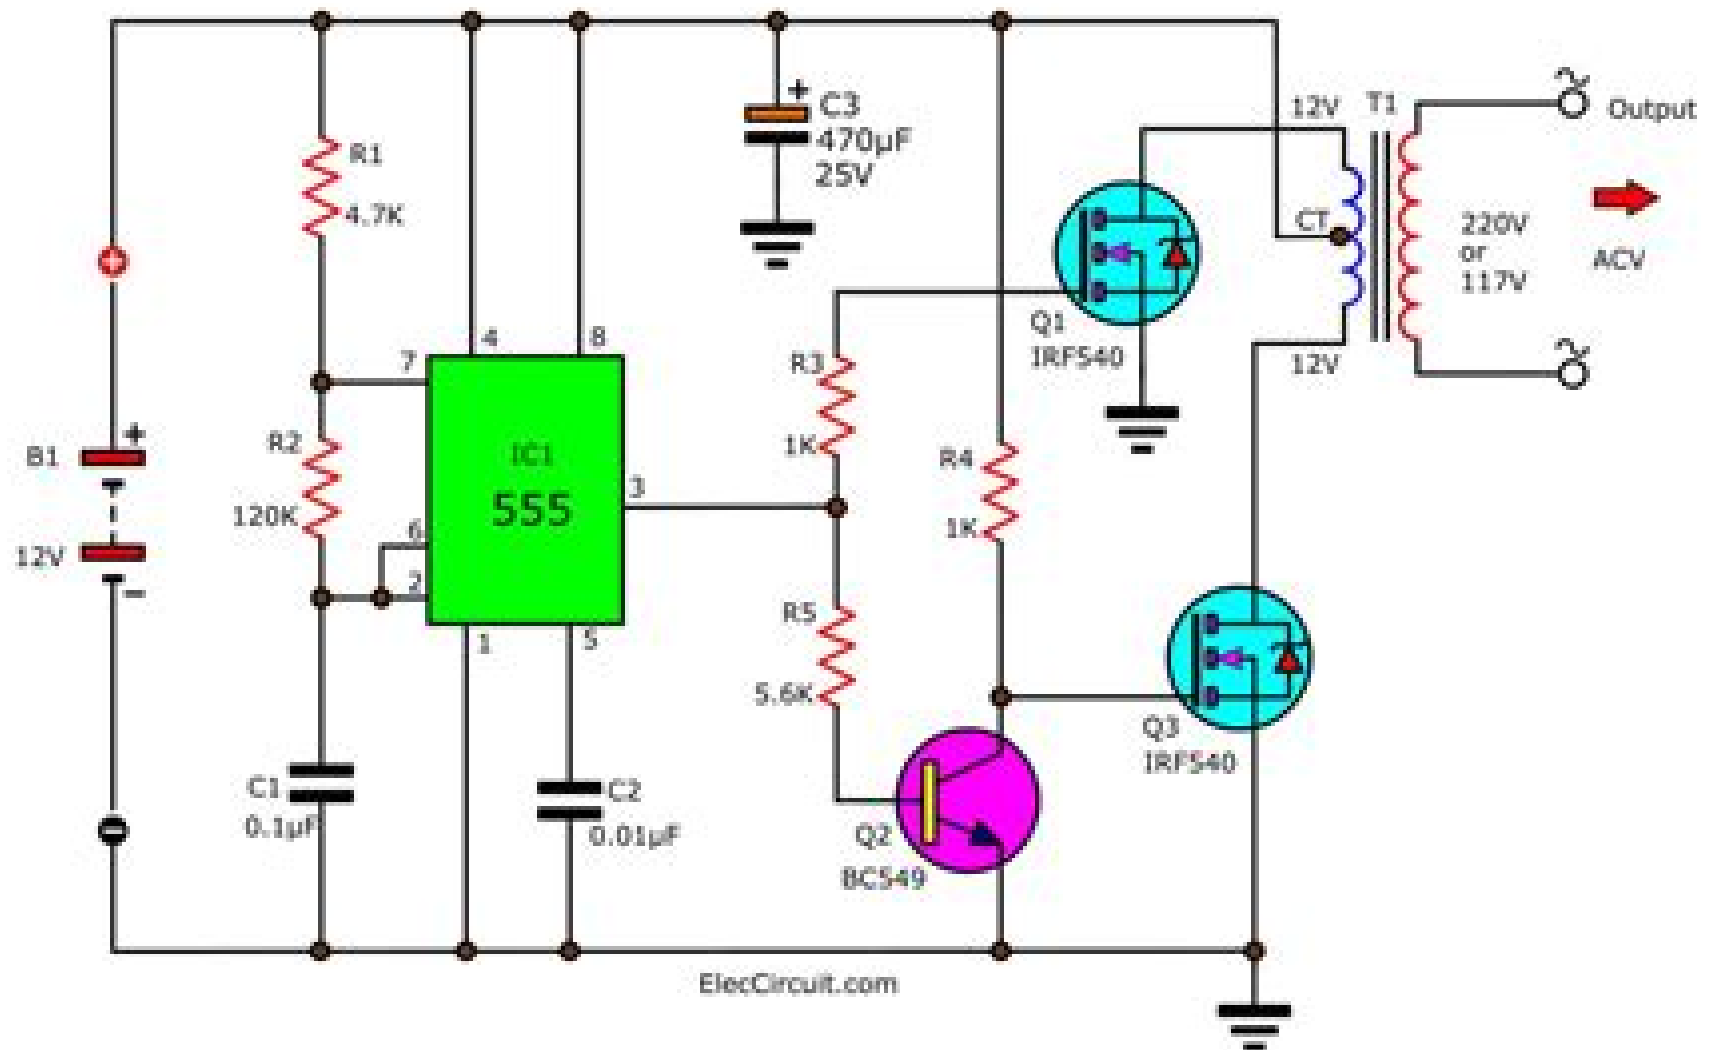 +
C3
470µF
25V
12V
T1
Output
R1
4.7K
CT
220V
or
117V
ACV
Q1
IRF540
12V
4
8
7
R3
1K
B1
+
12V
−
R2
120K
IC1
555
3
6
2
R4
1K
1
5
R5
5.6K
Q3
IRF540
C1
0.1µF
C2
0.01µF
Q2
BC549
ElecCircuit.com